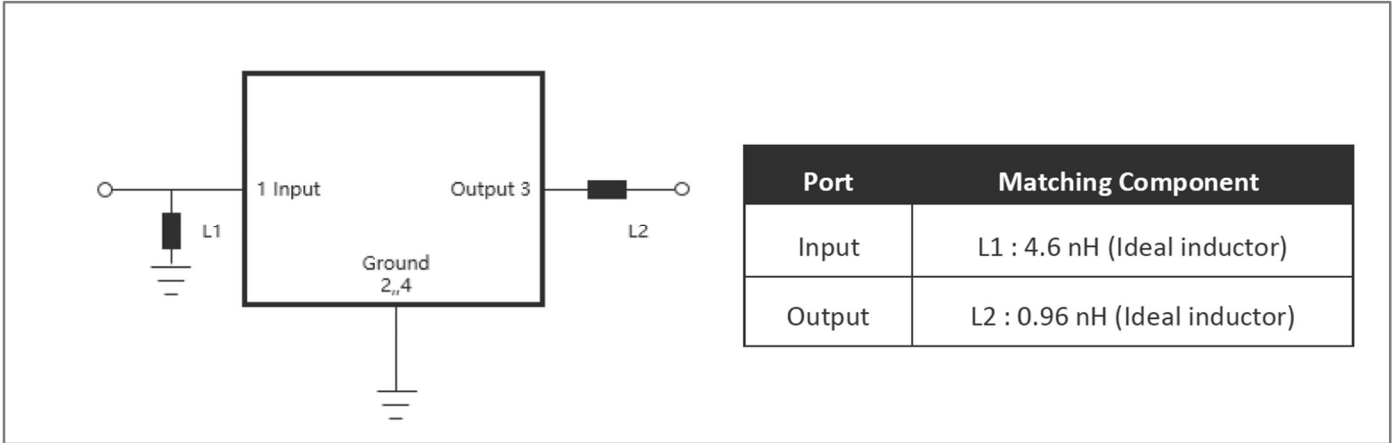 1 Input
Output 3
L1
L2
Ground
2,,4
Port Matching Component
Input L1 : 4.6 nH (Ideal inductor)
Output L2 : 0.96 nH (Ideal inductor)